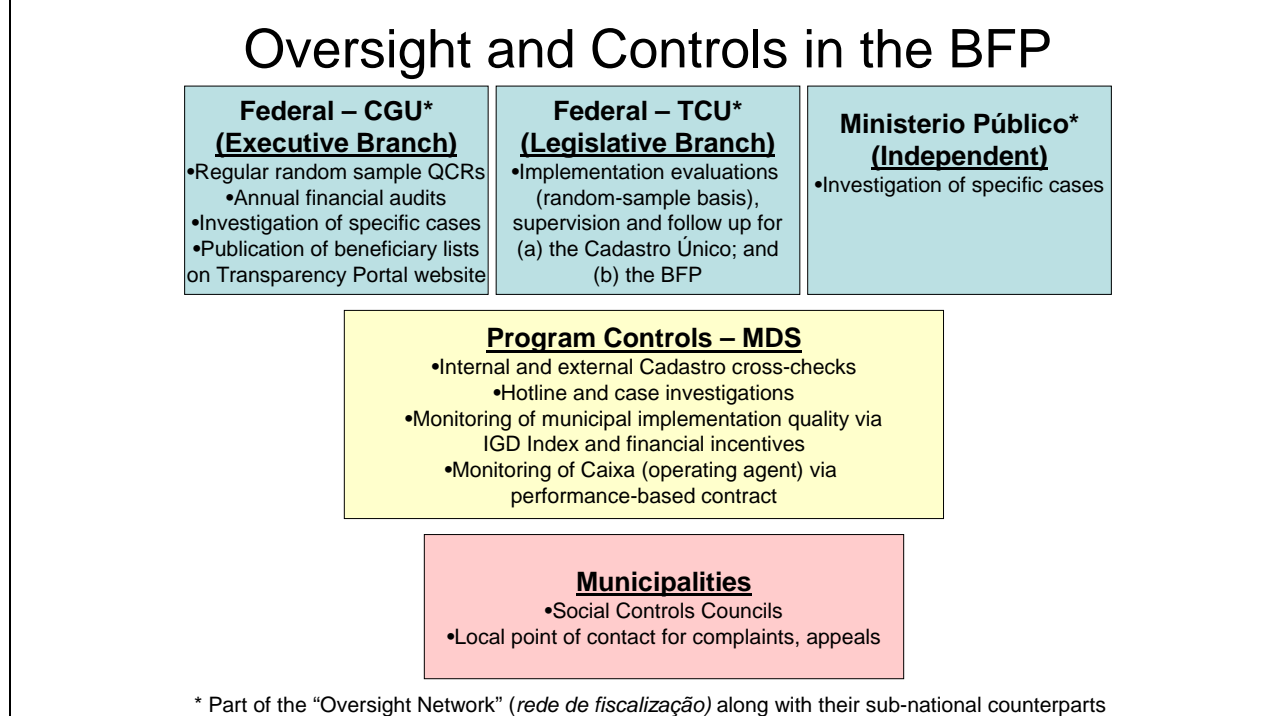 Oversight and Controls in the BFP
Federal – CGU*
(Executive Branch)
•Regular random sample QCRs
•Annual financial audits
•Investigation of specific cases
•Publication of beneficiary lists
on Transparency Portal website
Federal – TCU*
(Legislative Branch)
•Implementation evaluations
(random-sample basis),
supervision and follow up for
(a) the Cadastro Único; and
(b) the BFP
Ministerio Público*
(Independent)
•Investigation of specific cases
Program Controls – MDS
•Internal and external Cadastro cross-checks
•Hotline and case investigations
•Monitoring of municipal implementation quality via
IGD Index and financial incentives
•Monitoring of Caixa (operating agent) via
performance-based contract
Municipalities
•Social Controls Councils
•Local point of contact for complaints, appeals
* Part of the “Oversight Network” (rede de fiscalização) along with their sub-national counterparts